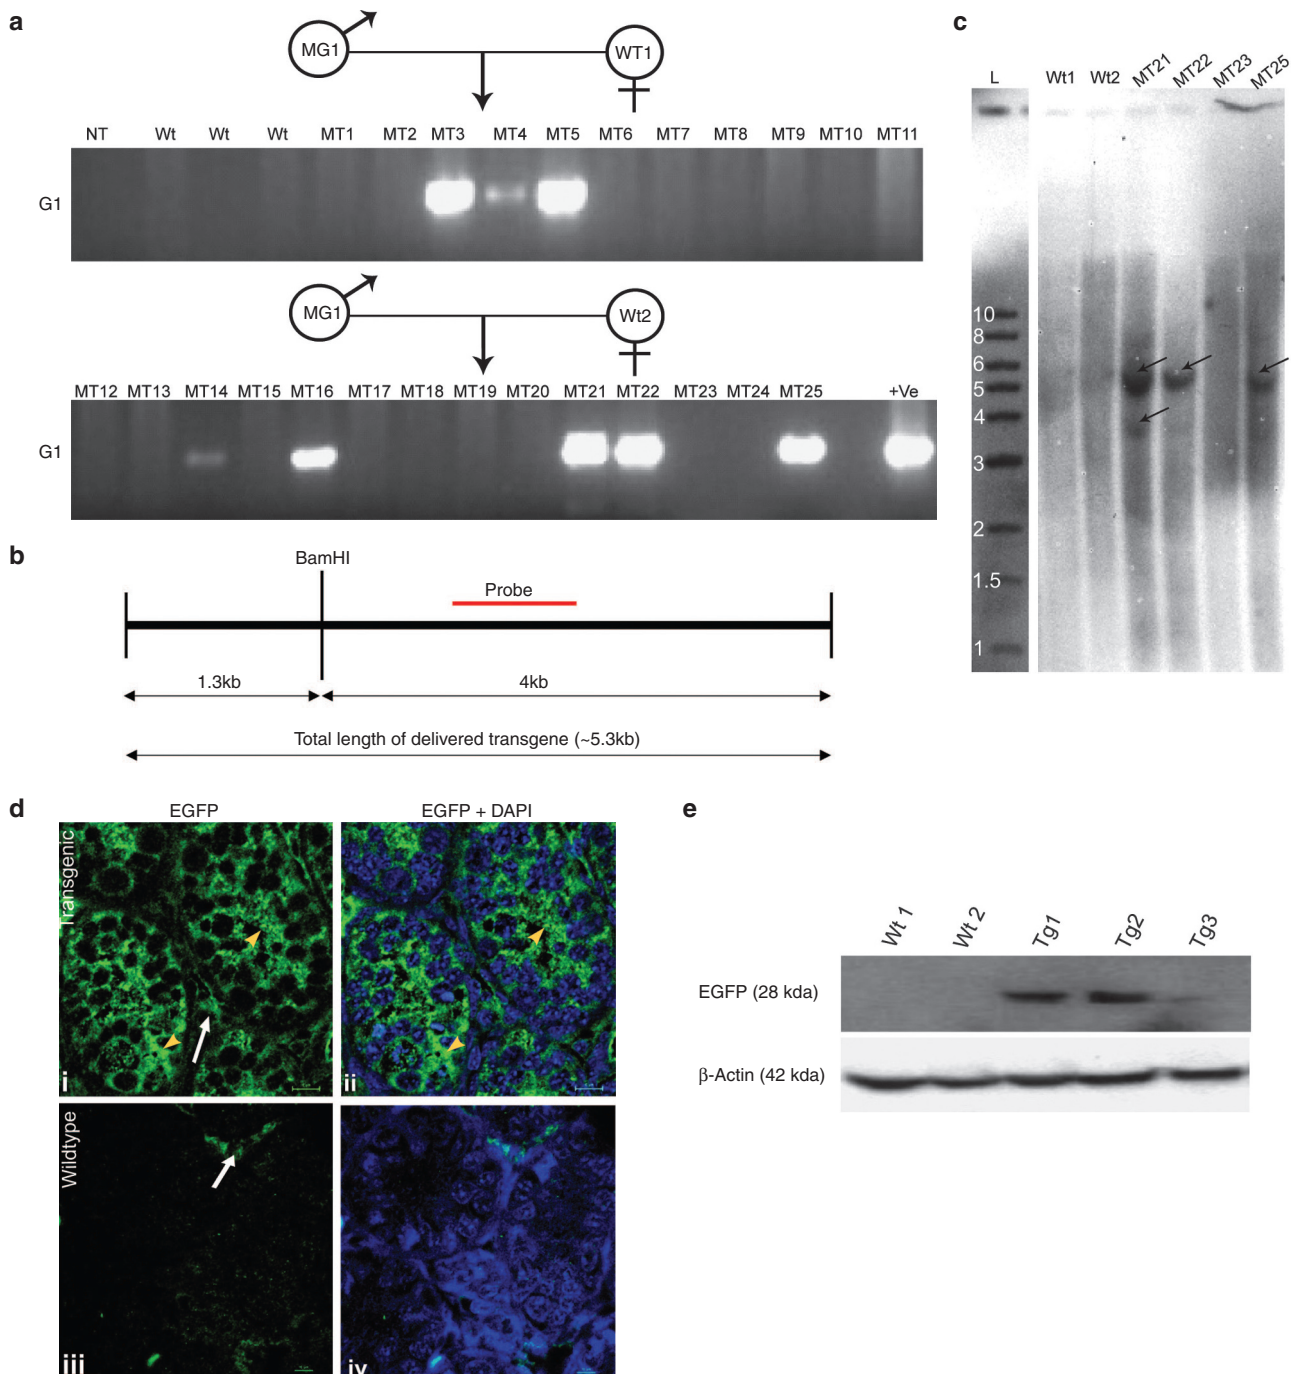 a
MG1 WT1
NT Wt Wt Wt MT1 MT2 MT3 MT4 MT5 MT6 MT7 MT8 MT9 MT10 MT11
G1
MG1 Wt2
MT12 MT13 MT14 MT15 MT16 MT17 MT18 MT19 MT20 MT21 MT22 MT23 MT24 MT25 +Ve
G1
b
BamHI
Probe
1.3kb 4kb
Total length of delivered transgene (~5.3kb)
c
L Wt1 Wt2 MT21 MT22 MT23 MT25
10
8
6
5
4
3
2
1.5
1
d
EGFP EGFP + DAPI
Transgenic
i ii
Wildtype
iii iv
e
Wt 1 Wt 2 Tg1 Tg2 Tg3
EGFP (28 kda)
β-Actin (42 kda)